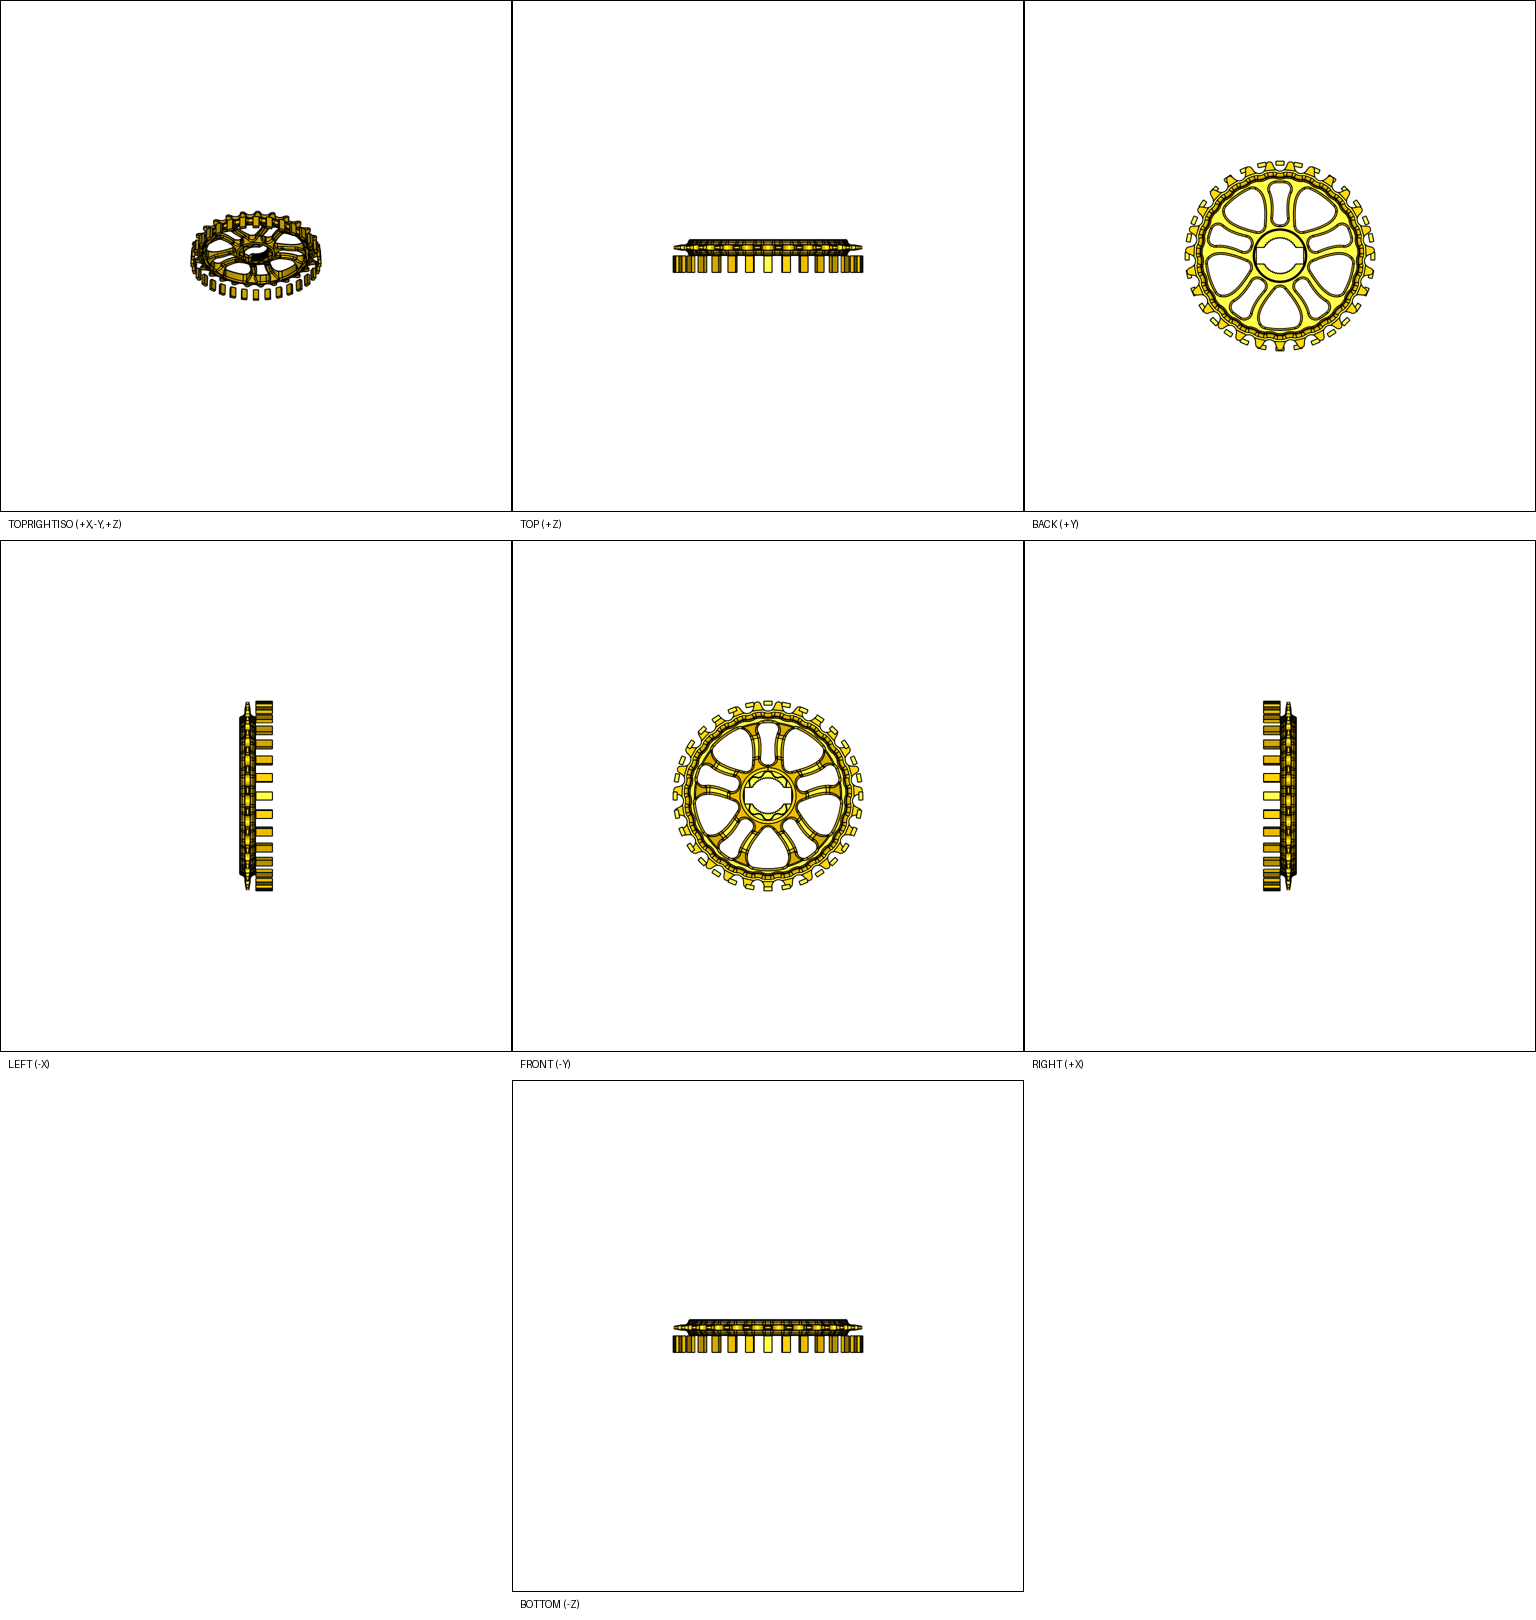 TOPRIGHTISO (+X,-Y,+Z)
TOP (+Z)
BACK (+Y)
LEFT (-X)
FRONT (-Y)
RIGHT (+X)
BOTTOM (-Z)